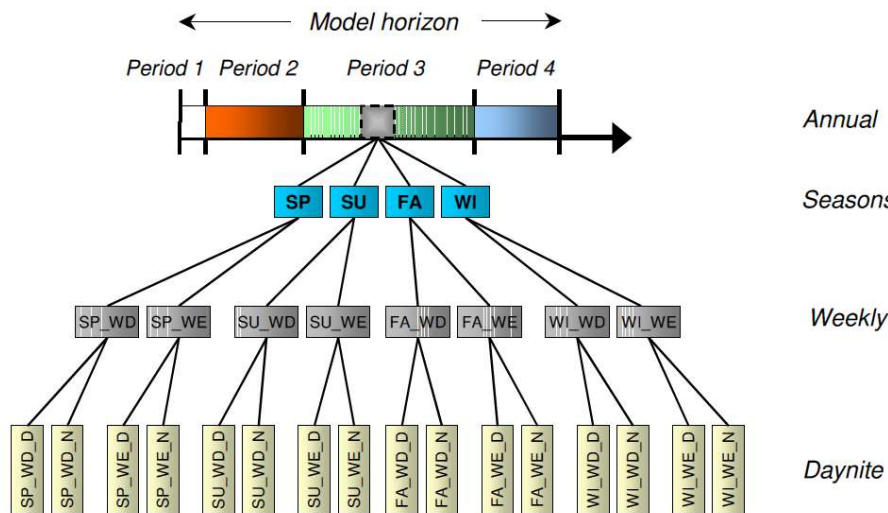 Model horizon
Period 1 Period 2 Period 3 Period 4
Annual
SP SU FA WI
Seasons
SP_WD SP_WE SU_WD SU_WE FA_WD FA_WE WI_WD WI_WE
Weekly
SP_WD_D SP_WD_N SP_WE_D SP_WE_N SU_WD_D SU_WD_N SU_WE_D SU_WE_N FA_WD_D FA_WD_N FA_WE_D FA_WE_N WI_WD_D WI_WD_N WI_WE_D WI_WE_N
Daynite